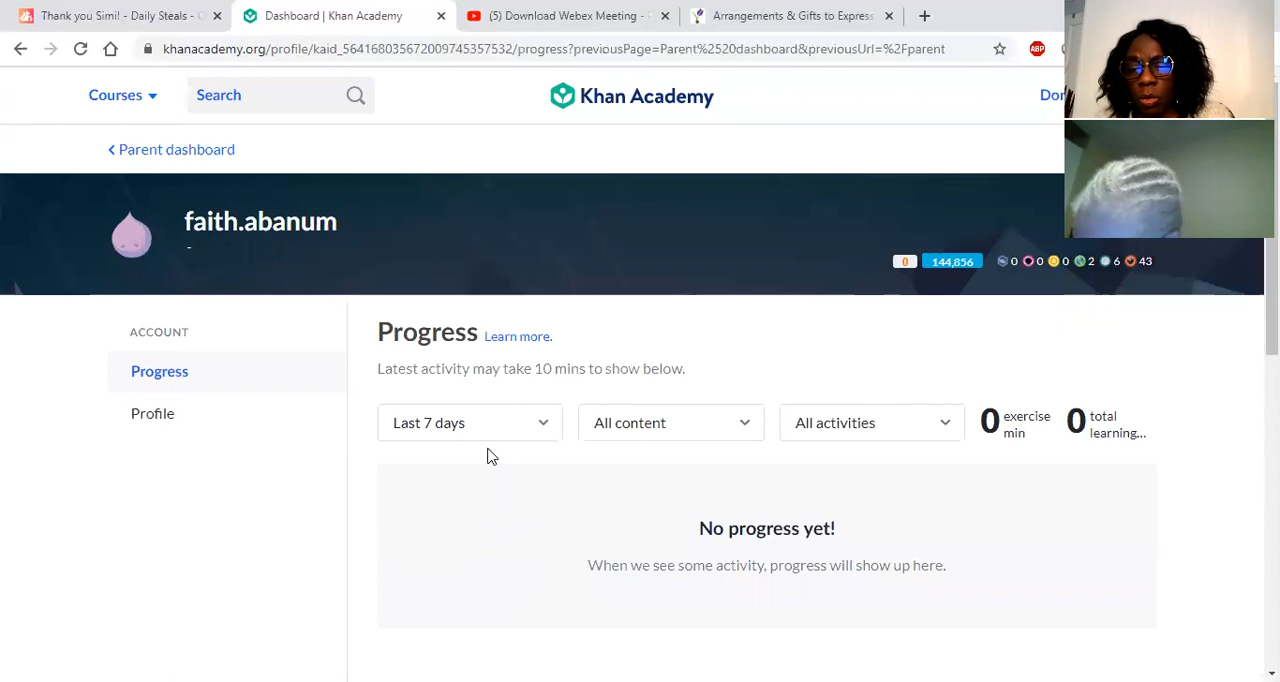 Thank you Simi! - Daily Steals -
Dashboard | Khan Academy
(5) Download Webex Meeting -
Arrangements & Gifts to Express
khanacademy.org/profile/kaid_564168035672009745357532/progress?previousPage=Parent%2520dashboard&previousUrl=%2Fparent
ABP
Courses
Search
Khan Academy
Don
Parent dashboard
faith.abanum
-
0 144,856 0 0 0 2 6 43
ACCOUNT
Progress
Profile
Progress Learn more.
Latest activity may take 10 mins to show below.
Last 7 days
All content
All activities
0 exercise min
0 total learning...
No progress yet!
When we see some activity, progress will show up here.